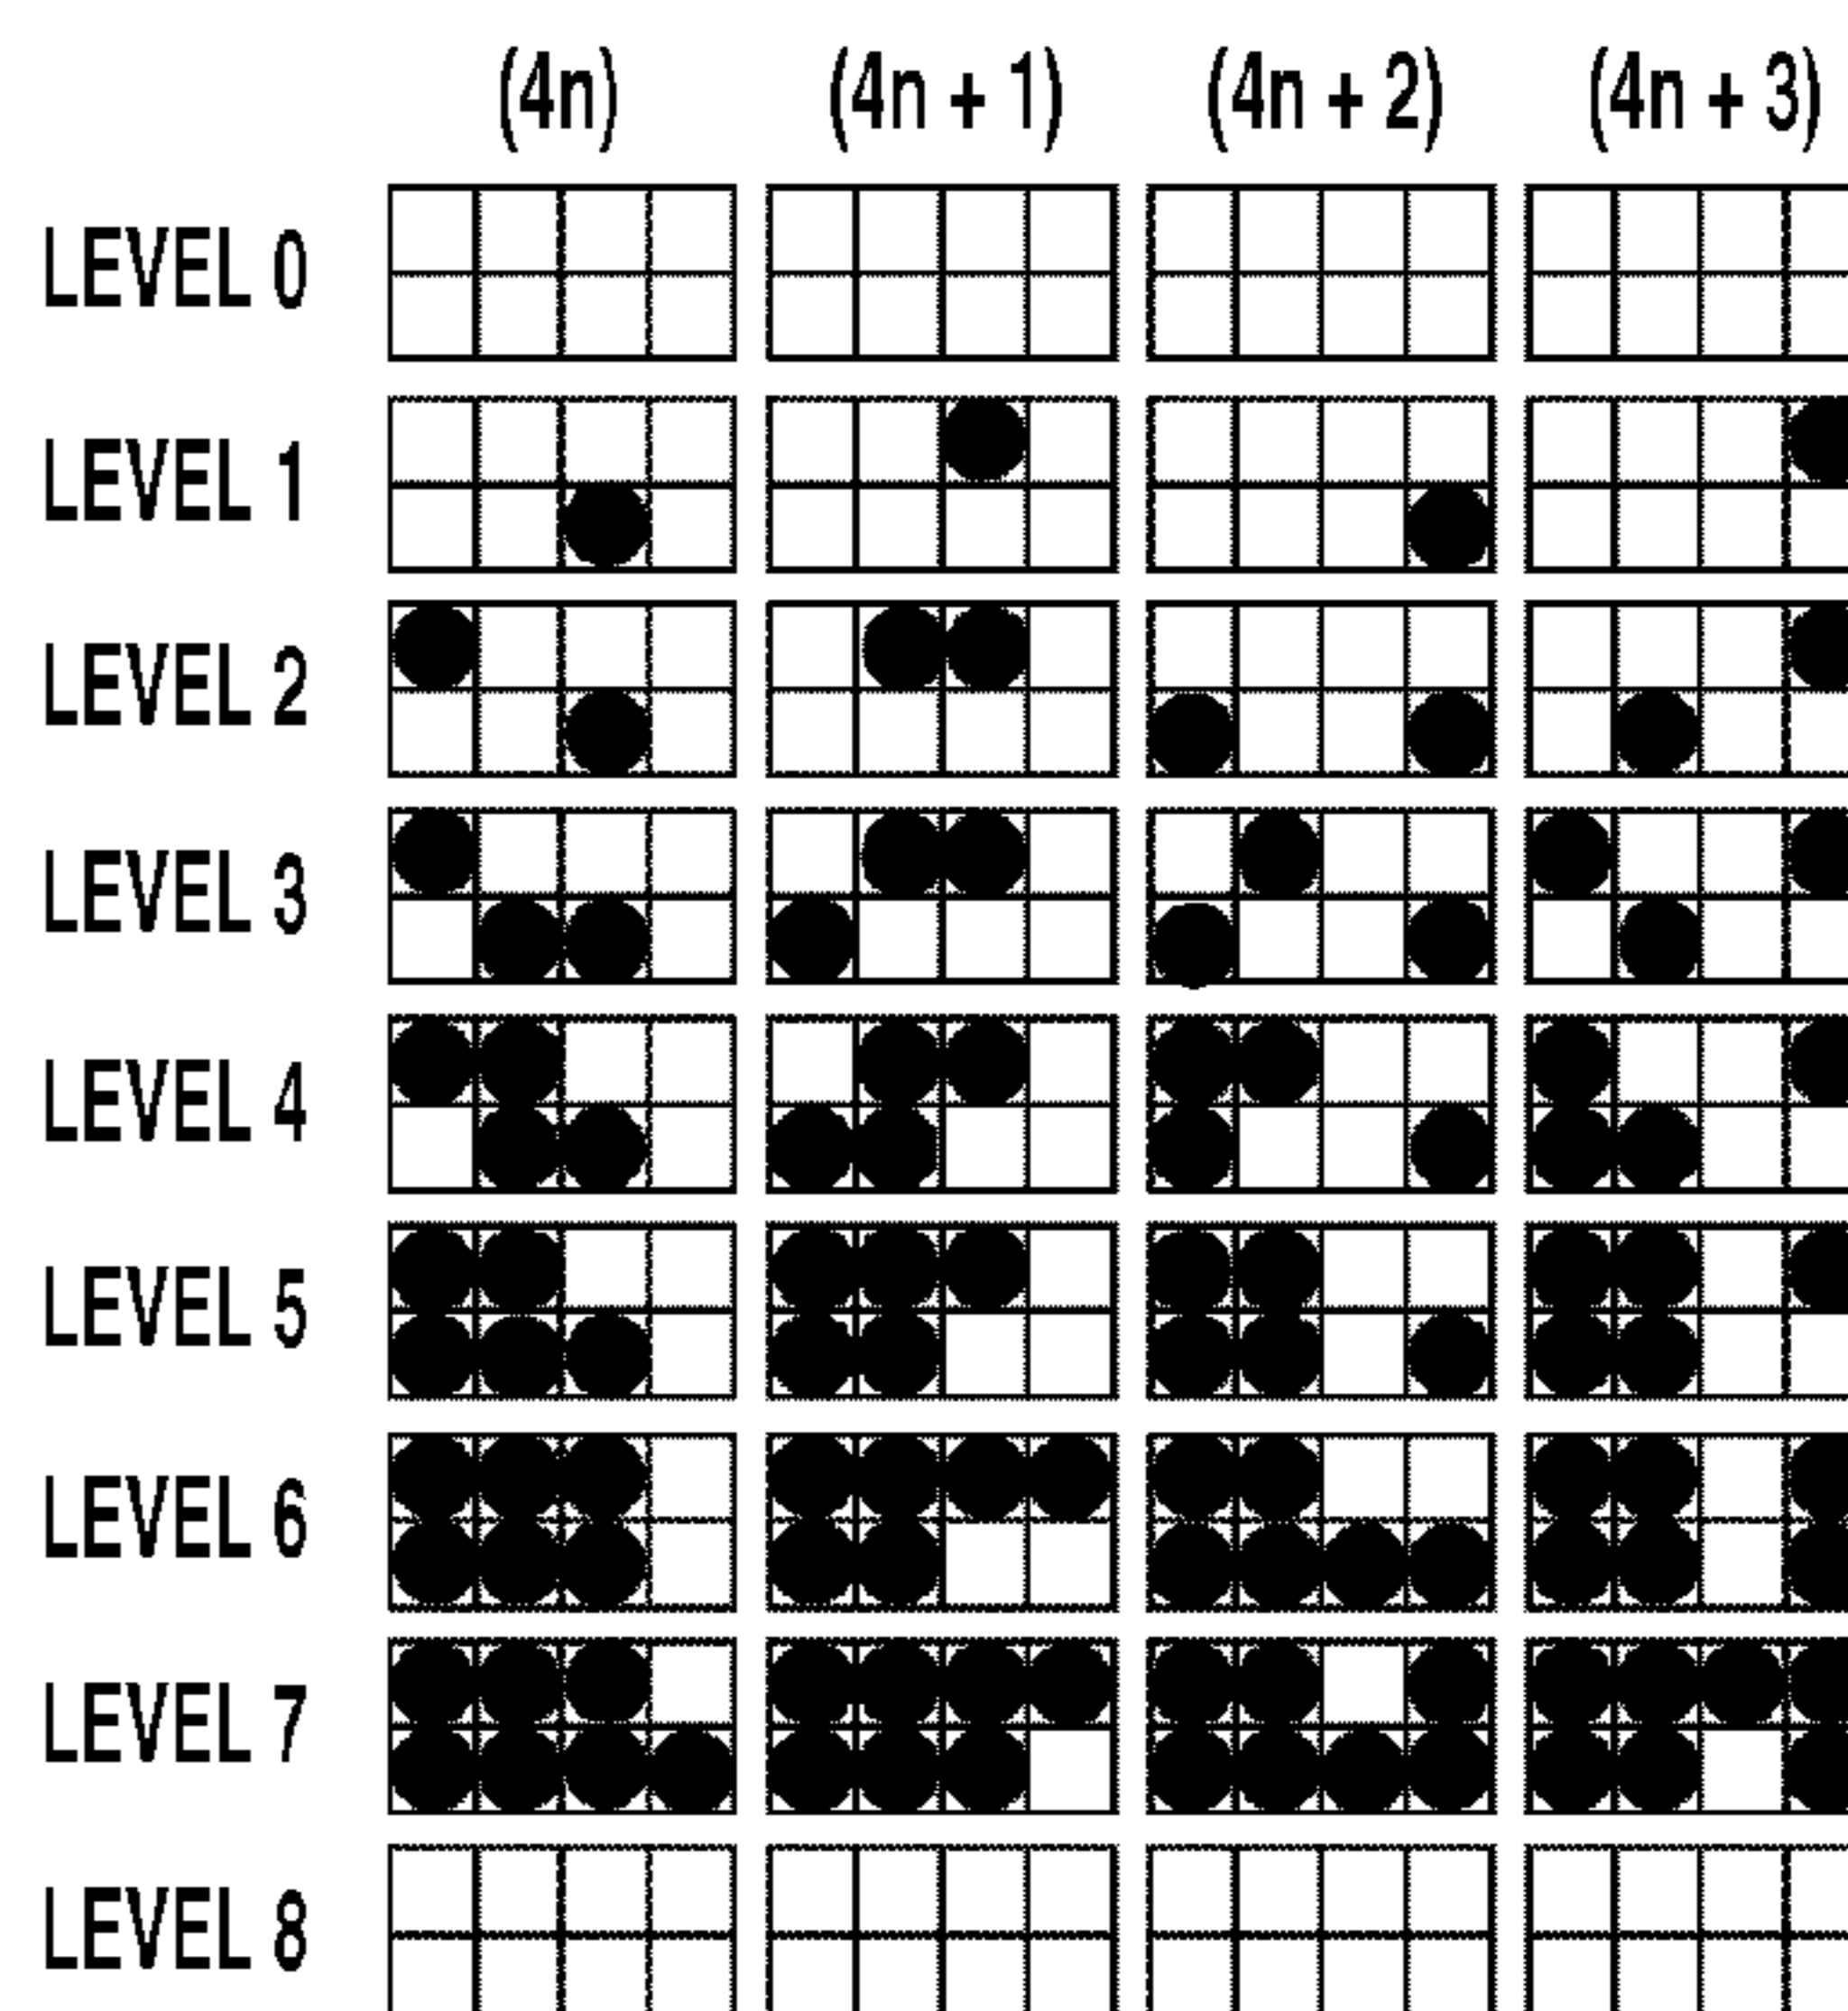 (4n) (4n + 1) (4n + 2) (4n + 3)
LEVEL 0
LEVEL 1
LEVEL 2
LEVEL 3
LEVEL 4
LEVEL 5
LEVEL 6
LEVEL 7
LEVEL 8